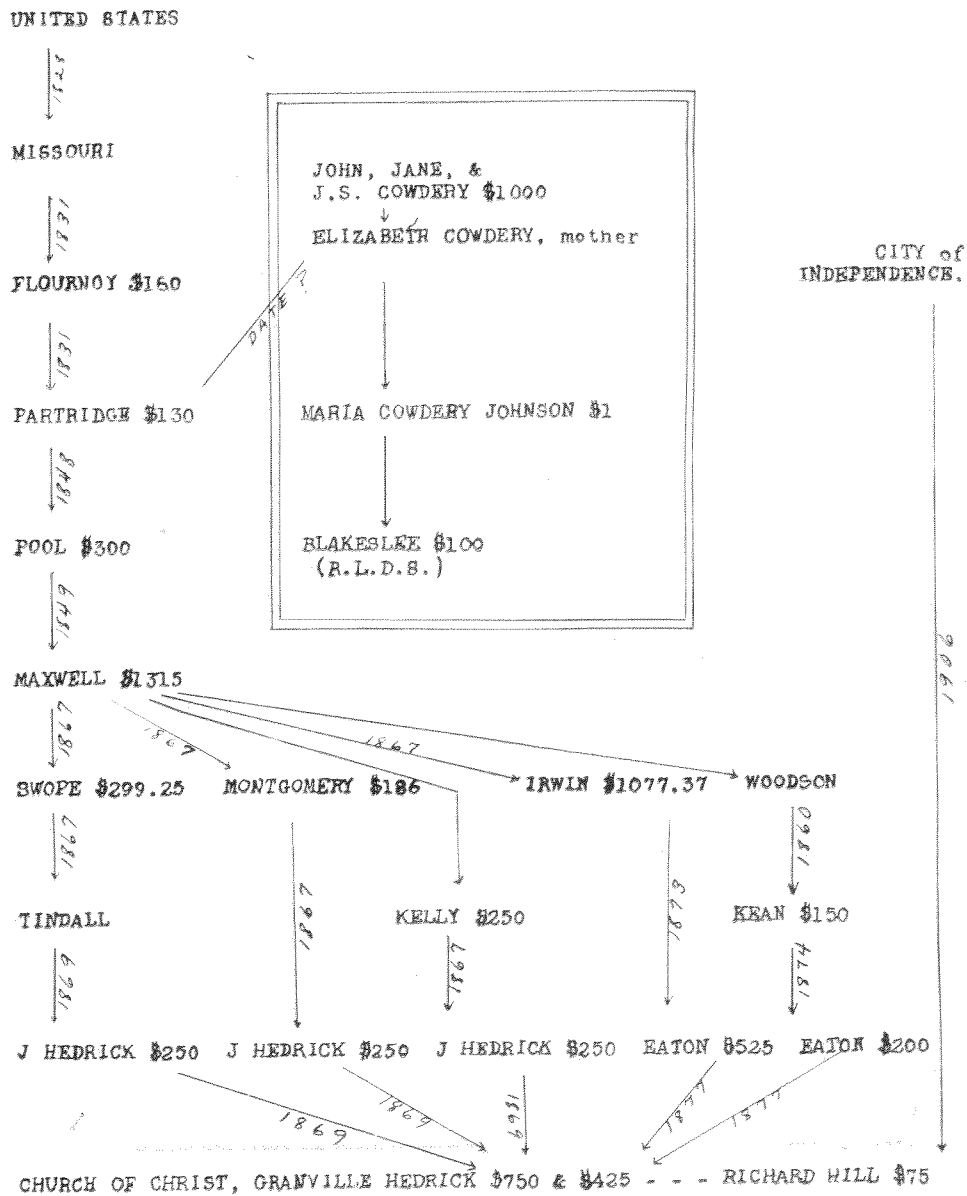 UNITED STATES
1827
MISSOURI
JOHN, JANE, &
J.S. COWDERY $1000
ELIZABETH COWDERY, mother
1831
CITY of
INDEPENDENCE.
FLOURNOY $160
DATE ?
1831
PARTRIDGE $130
MARIA COWDERY JOHNSON $1
1848
POOL $300
BLAKESLEE $100
(R.L.D.S.)
1849
1906
MAXWELL $1315
1867
1867
1867
SWOPE $299.25 MONTGOMERY $186 IRWIN $1077.37 WOODSON
1867
1867
1873
1860
TINDALL KELLY $250 KEAN $150
1869
1867
1874
J HEDRICK $250 J HEDRICK $250 J HEDRICK $250 EATON $525 EATON $200
1869
1869
1869
1877
1877
CHURCH OF CHRIST, GRANVILLE HEDRICK $750 & $425 - - - RICHARD HILL $75